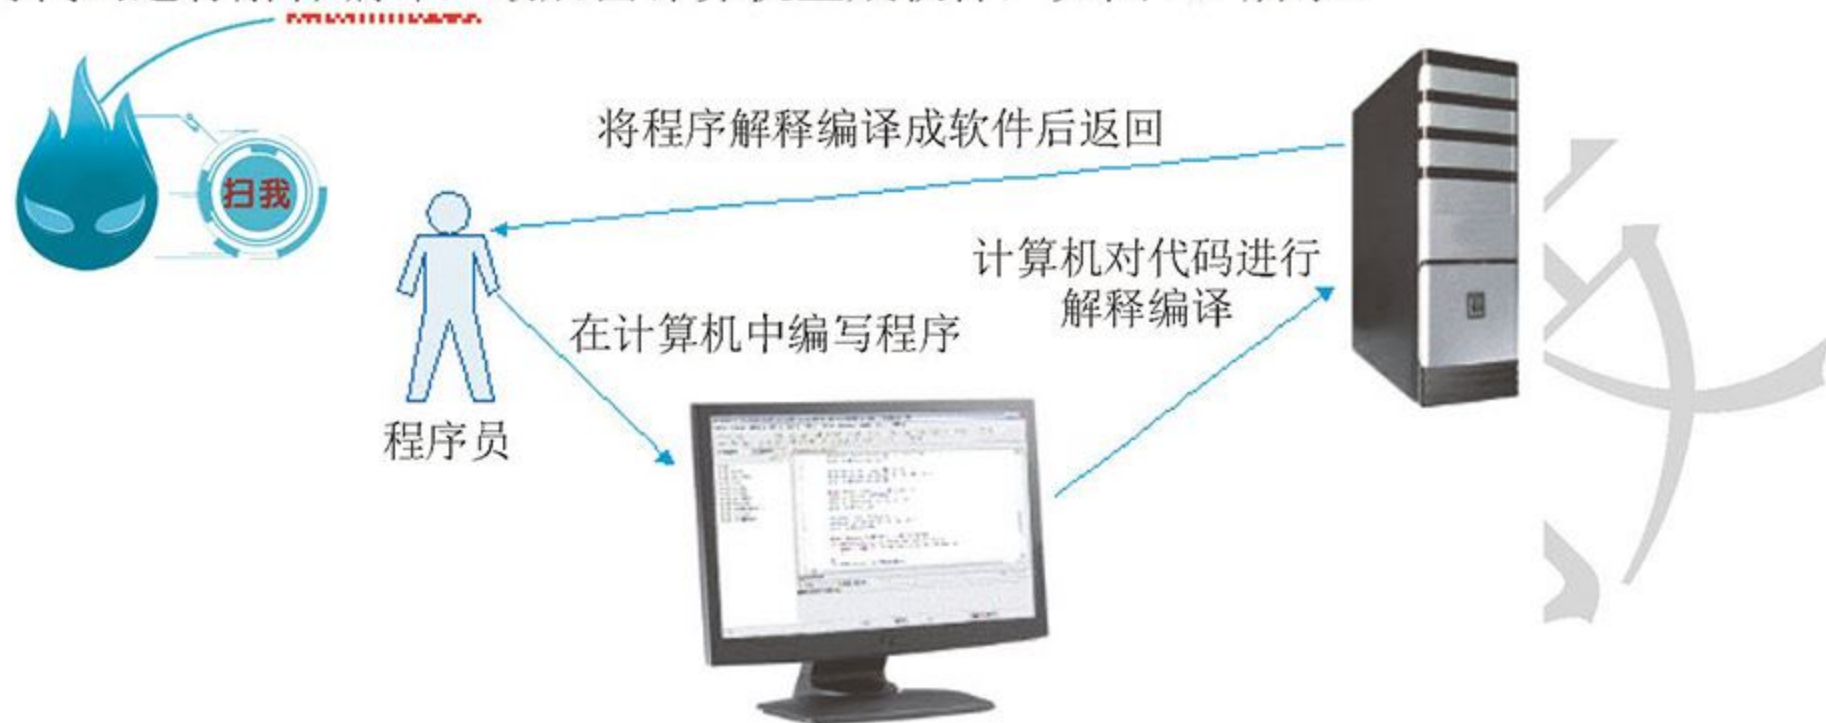 将程序解释编译成软件后返回
扫我
计算机对代码进行
解释编译
在计算机中编写程序
程序员